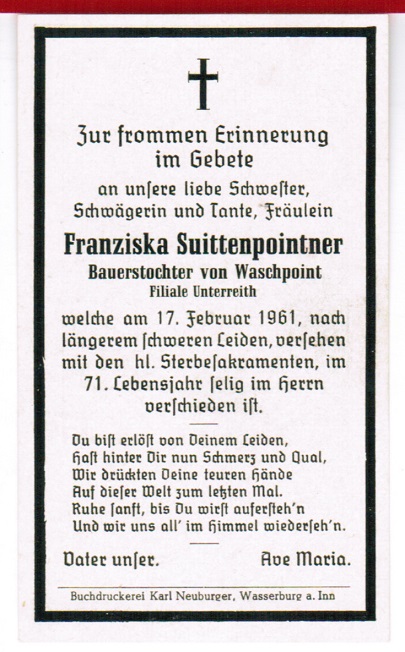 Zur frommen Erinnerung
im Gebete
an unsere liebe Schwester,
Schwägerin und Tante, Fräulein
Franziska Suittenpointner
Bauerstochter von Waschpoint
Filiale Unterreith
welche am 17. Februar 1961, nach
längerem schweren Leiden, versehen
mit den hl. Sterbesakramenten, im
71. Lebensjahr selig im Herrn
verschieden ist.
Du bist erlöst von Deinem Leiden,
Hast hinter Dir nun Schmerz und Qual,
Wir drückten Deine teuren Hände
Auf dieser Welt zum letzten Mal.
Ruhe sanft, bis Du wirst aufersteh'n
Und wir uns all' im Himmel wiederseh'n.
Vater unser. Ave Maria.
Buchdruckerei Karl Neuburger, Wasserburg a. Inn